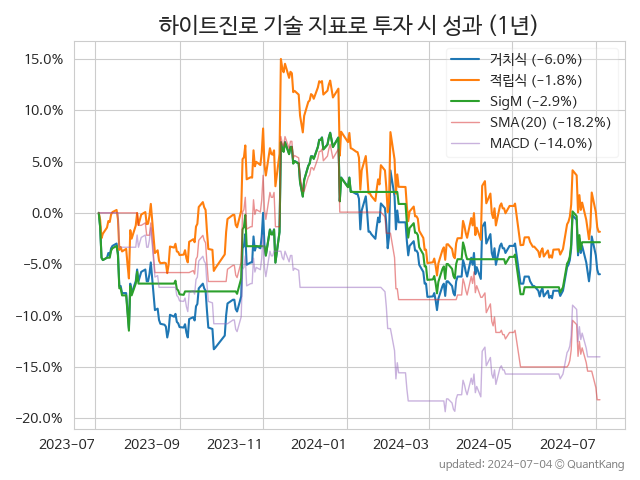 하이트진로 기술 지표로 투자 시 성과 (1년)
거치식 (−6.0%)
적립식 (−1.8%)
SigM (−2.9%)
SMA(20) (−18.2%)
MACD (−14.0%)
15.0%
10.0%
5.0%
0.0%
−5.0%
−10.0%
−15.0%
−20.0%
2023-07 2023-09 2023-11 2024-01 2024-03 2024-05 2024-07
updated: 2024-07-04 © QuantKang